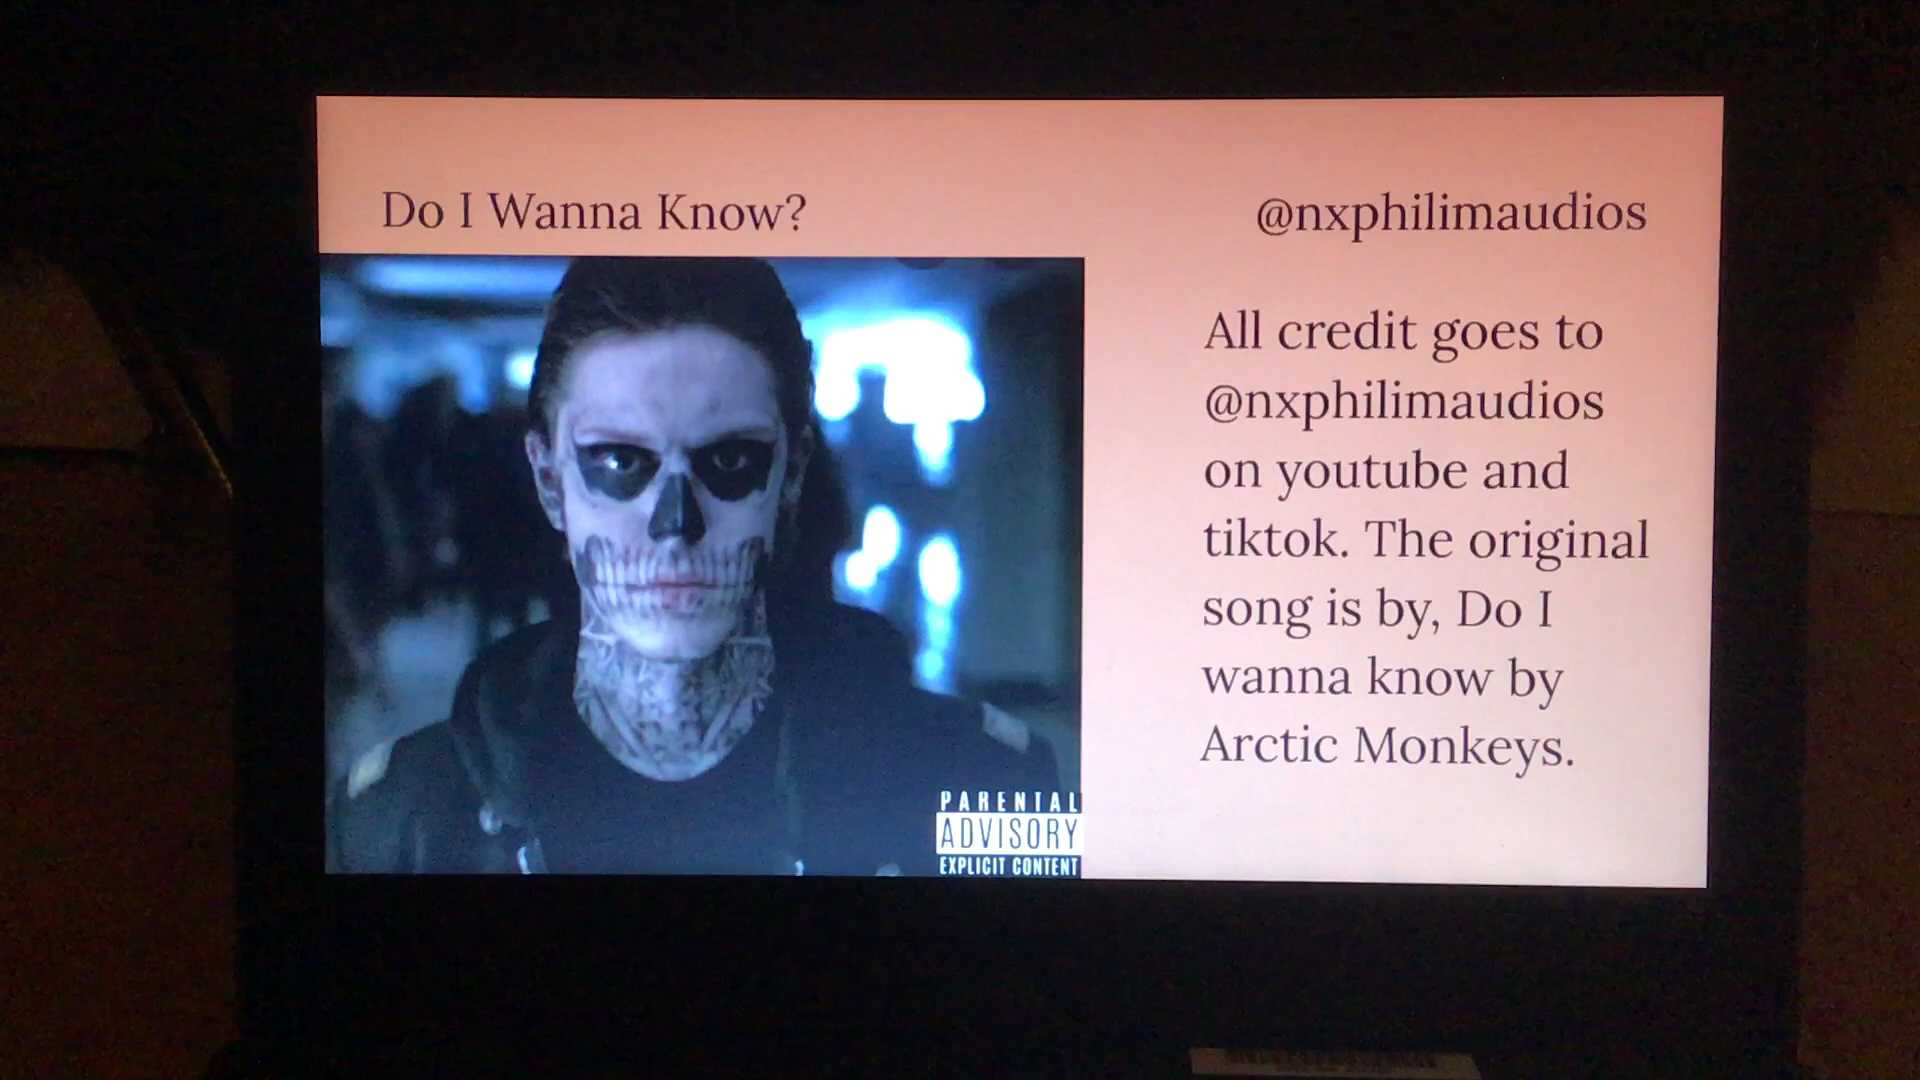 Do I Wanna Know?
@nxphilimaudios
All credit goes to
@nxphilimaudios
on youtube and
tiktok. The original
song is by, Do I
wanna know by
Arctic Monkeys.
PARENTAL
ADVISORY
EXPLICIT CONTENT